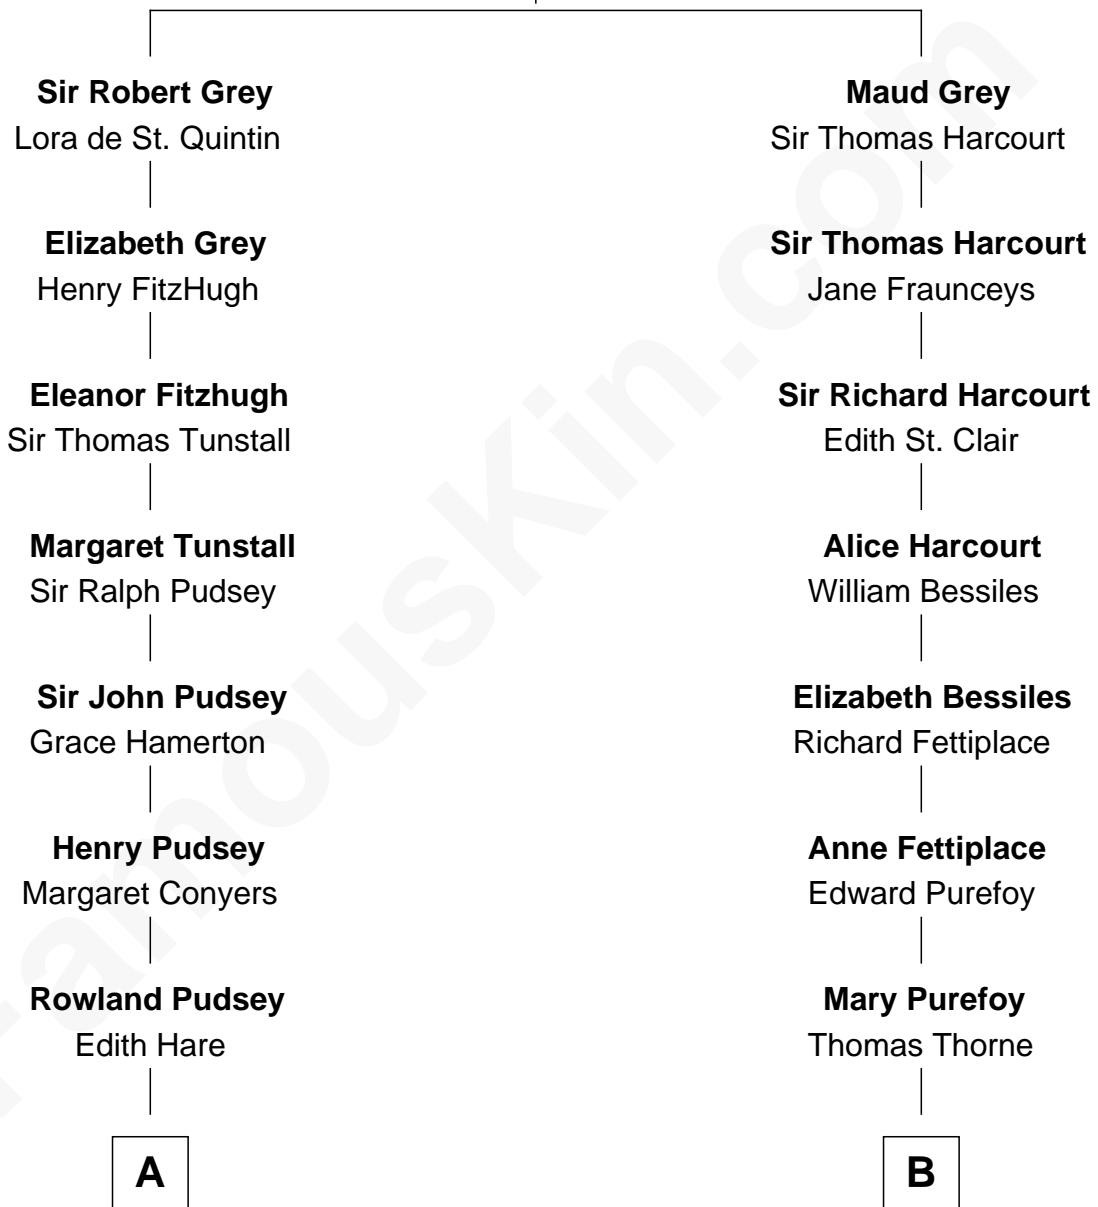 Sir Robert Grey
Lora de St. Quintin
Elizabeth Grey
Henry FitzHugh
Eleanor Fitzhugh
Sir Thomas Tunstall
Margaret Tunstall
Sir Ralph Pudsey
Sir John Pudsey
Grace Hamerton
Henry Pudsey
Margaret Conyers
Rowland Pudsey
Edith Hare
A
Maud Grey
Sir Thomas Harcourt
Sir Thomas Harcourt
Jane Fraunceys
Sir Richard Harcourt
Edith St. Clair
Alice Harcourt
William Bessiles
Elizabeth Bessiles
Richard Fettiplace
Anne Fettiplace
Edward Purefoy
Mary Purefoy
Thomas Thorne
B
FamousKin.com